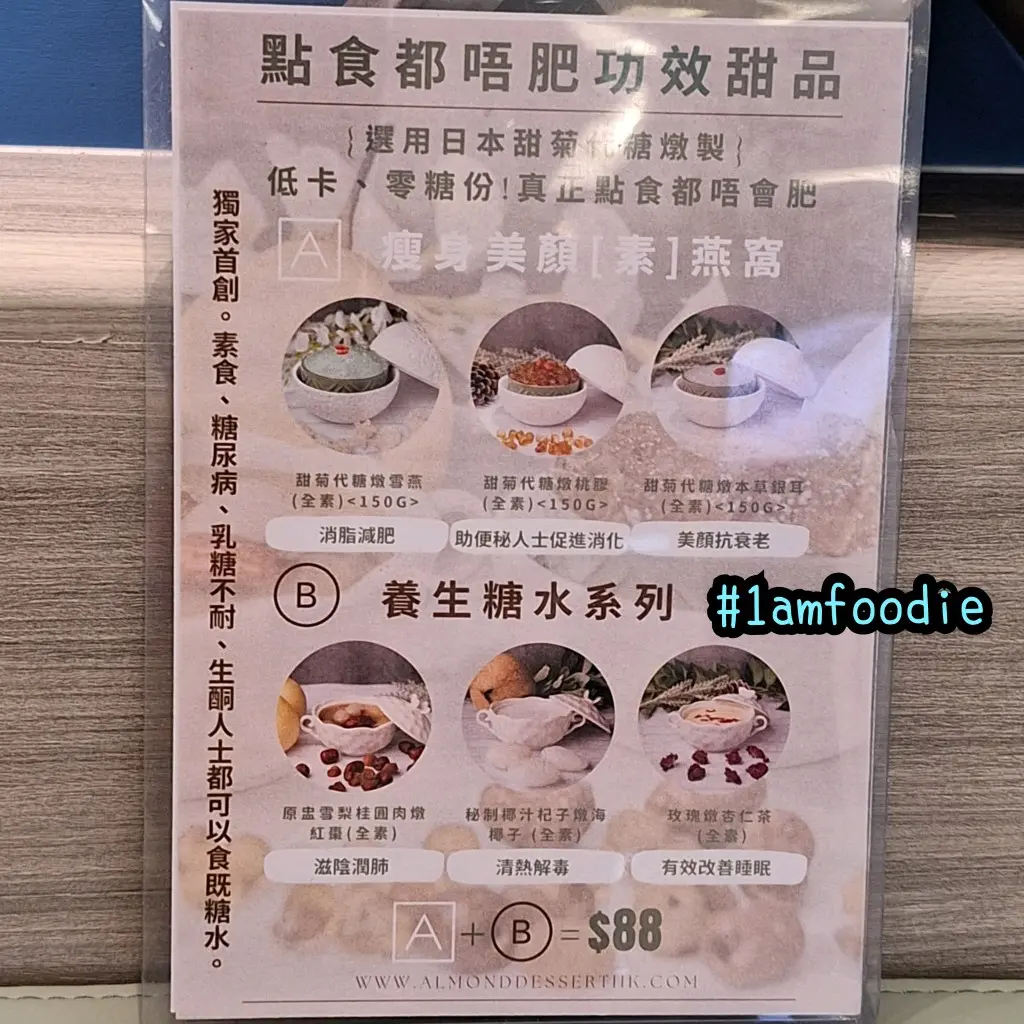 點食都唔肥功效甜品
{選用日本甜菊代糖燉製}
低卡、零糖份!真正點食都唔會肥
獨家首創。素食、糖尿病、乳糖不耐、生酮人士都可以食既糖水。
A 瘦身美顏[素]燕窩
甜菊代糖燉雪燕
(全素)<150G>
消脂減肥
甜菊代糖燉桃膠
(全素)<150G>
助便秘人士促進消化
甜菊代糖燉本草銀耳
(全素)<150G>
美顏抗衰老
B 養生糖水系列
#1amfoodie
原盅雪梨桂圓肉燉
紅棗(全素)
滋陰潤肺
秘制椰汁杞子燉海
椰子(全素)
清熱解毒
玫瑰燉杏仁茶
(全素)
有效改善睡眠
A+B=$88
WWW.ALMONDDESSERTHK.COM